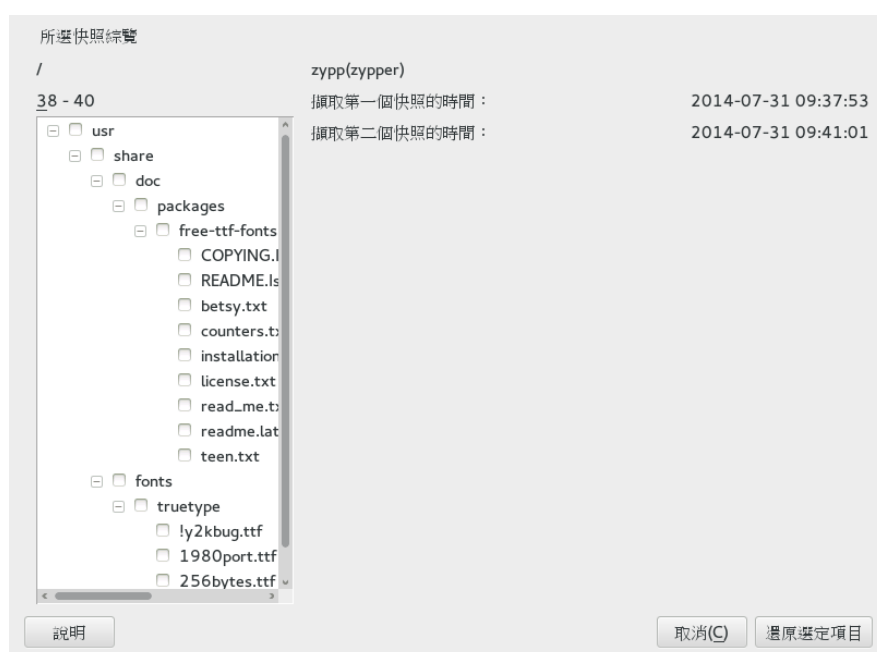 所選快照綜覽
/
zypp(zypper)
38 - 40
擷取第一個快照的時間：
2014-07-31 09:37:53
擷取第二個快照的時間：
2014-07-31 09:41:01
usr
share
doc
packages
free-ttf-fonts
COPYING.
README.ls
betsy.txt
counters.t
installation
license.txt
read_me.t
readme.lat
teen.txt
fonts
truetype
!y2kbug.ttf
1980port.ttf
256bytes.ttf
說明
取消(C)
還原選定項目